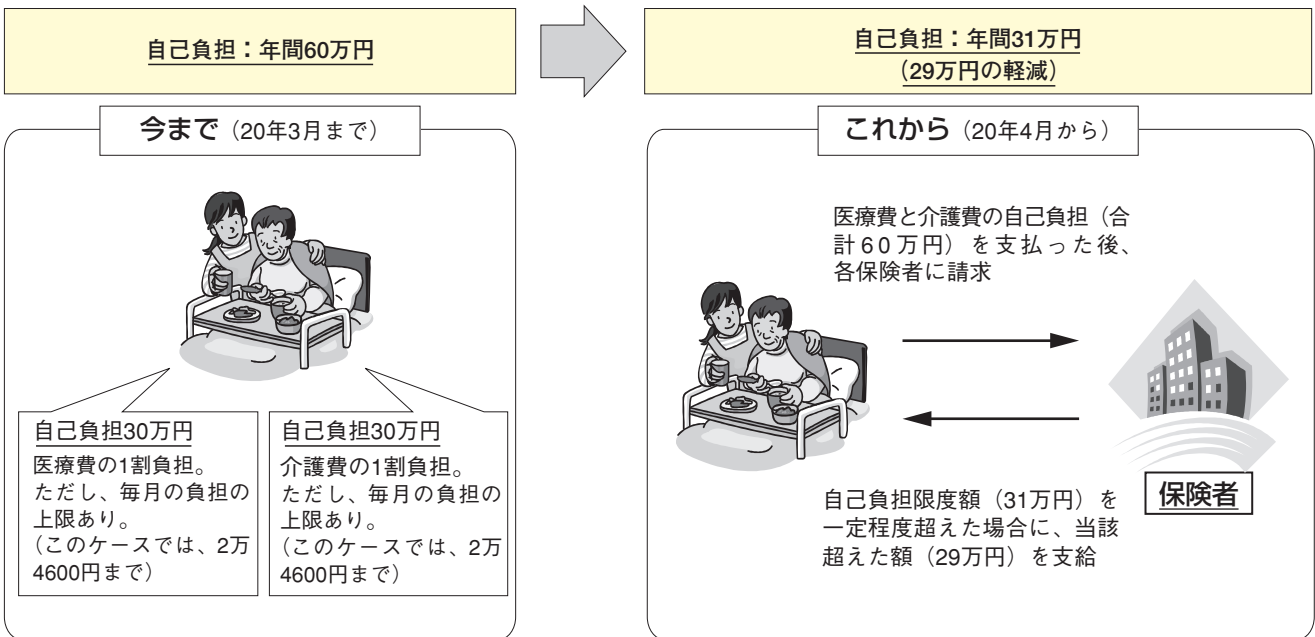 自己負担：年間60万円
自己負担：年間31万円
（29万円の軽減）
今まで（20年3月まで）
自己負担30万円
医療費の1割負担。
ただし、毎月の負担の
上限あり。
（このケースでは、2万
4600円まで）
自己負担30万円
介護費の1割負担。
ただし、毎月の負担の
上限あり。
（このケースでは、2万
4600円まで）
これから（20年4月から）
医療費と介護費の自己負担（合
計60万円）を支払った後、
各保険者に請求
保険者
自己負担限度額（31万円）を
一定程度超えた場合に、当該
超えた額（29万円）を支給